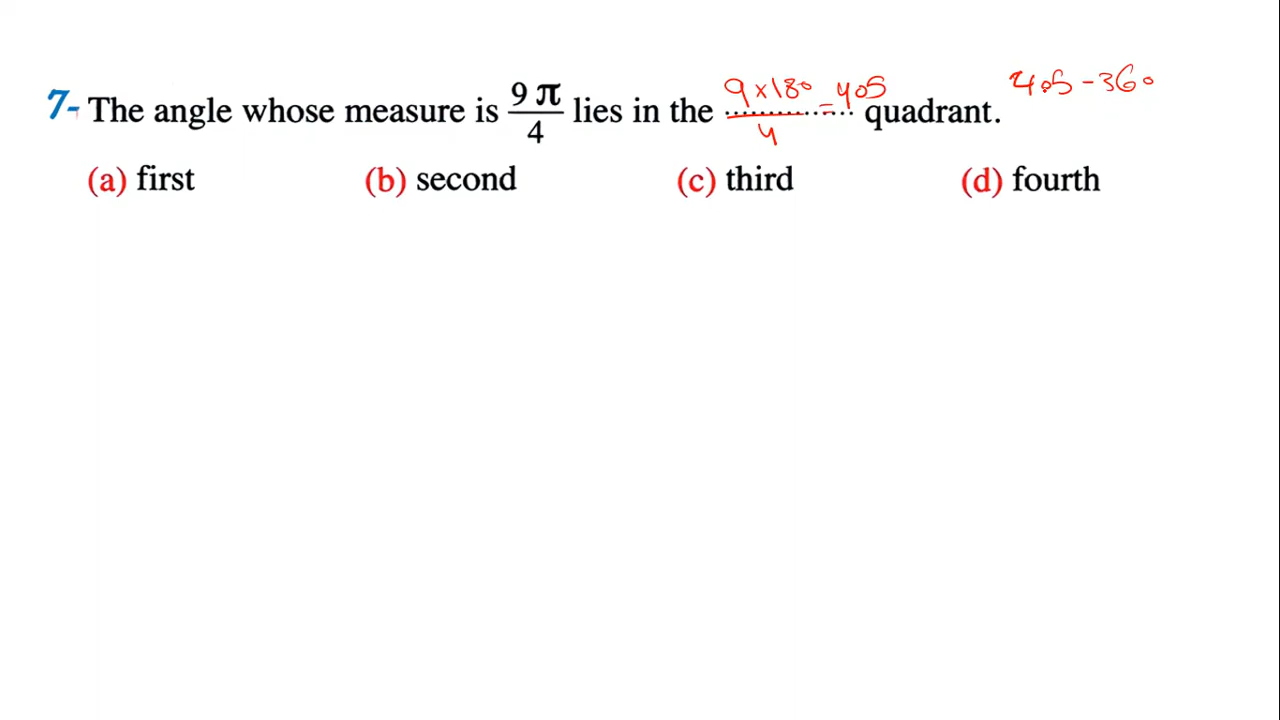 7- The angle whose measure is 9π/4 lies in the .................. quadrant.
9×180/4 = 405
405 - 360
(a) first (b) second (c) third (d) fourth